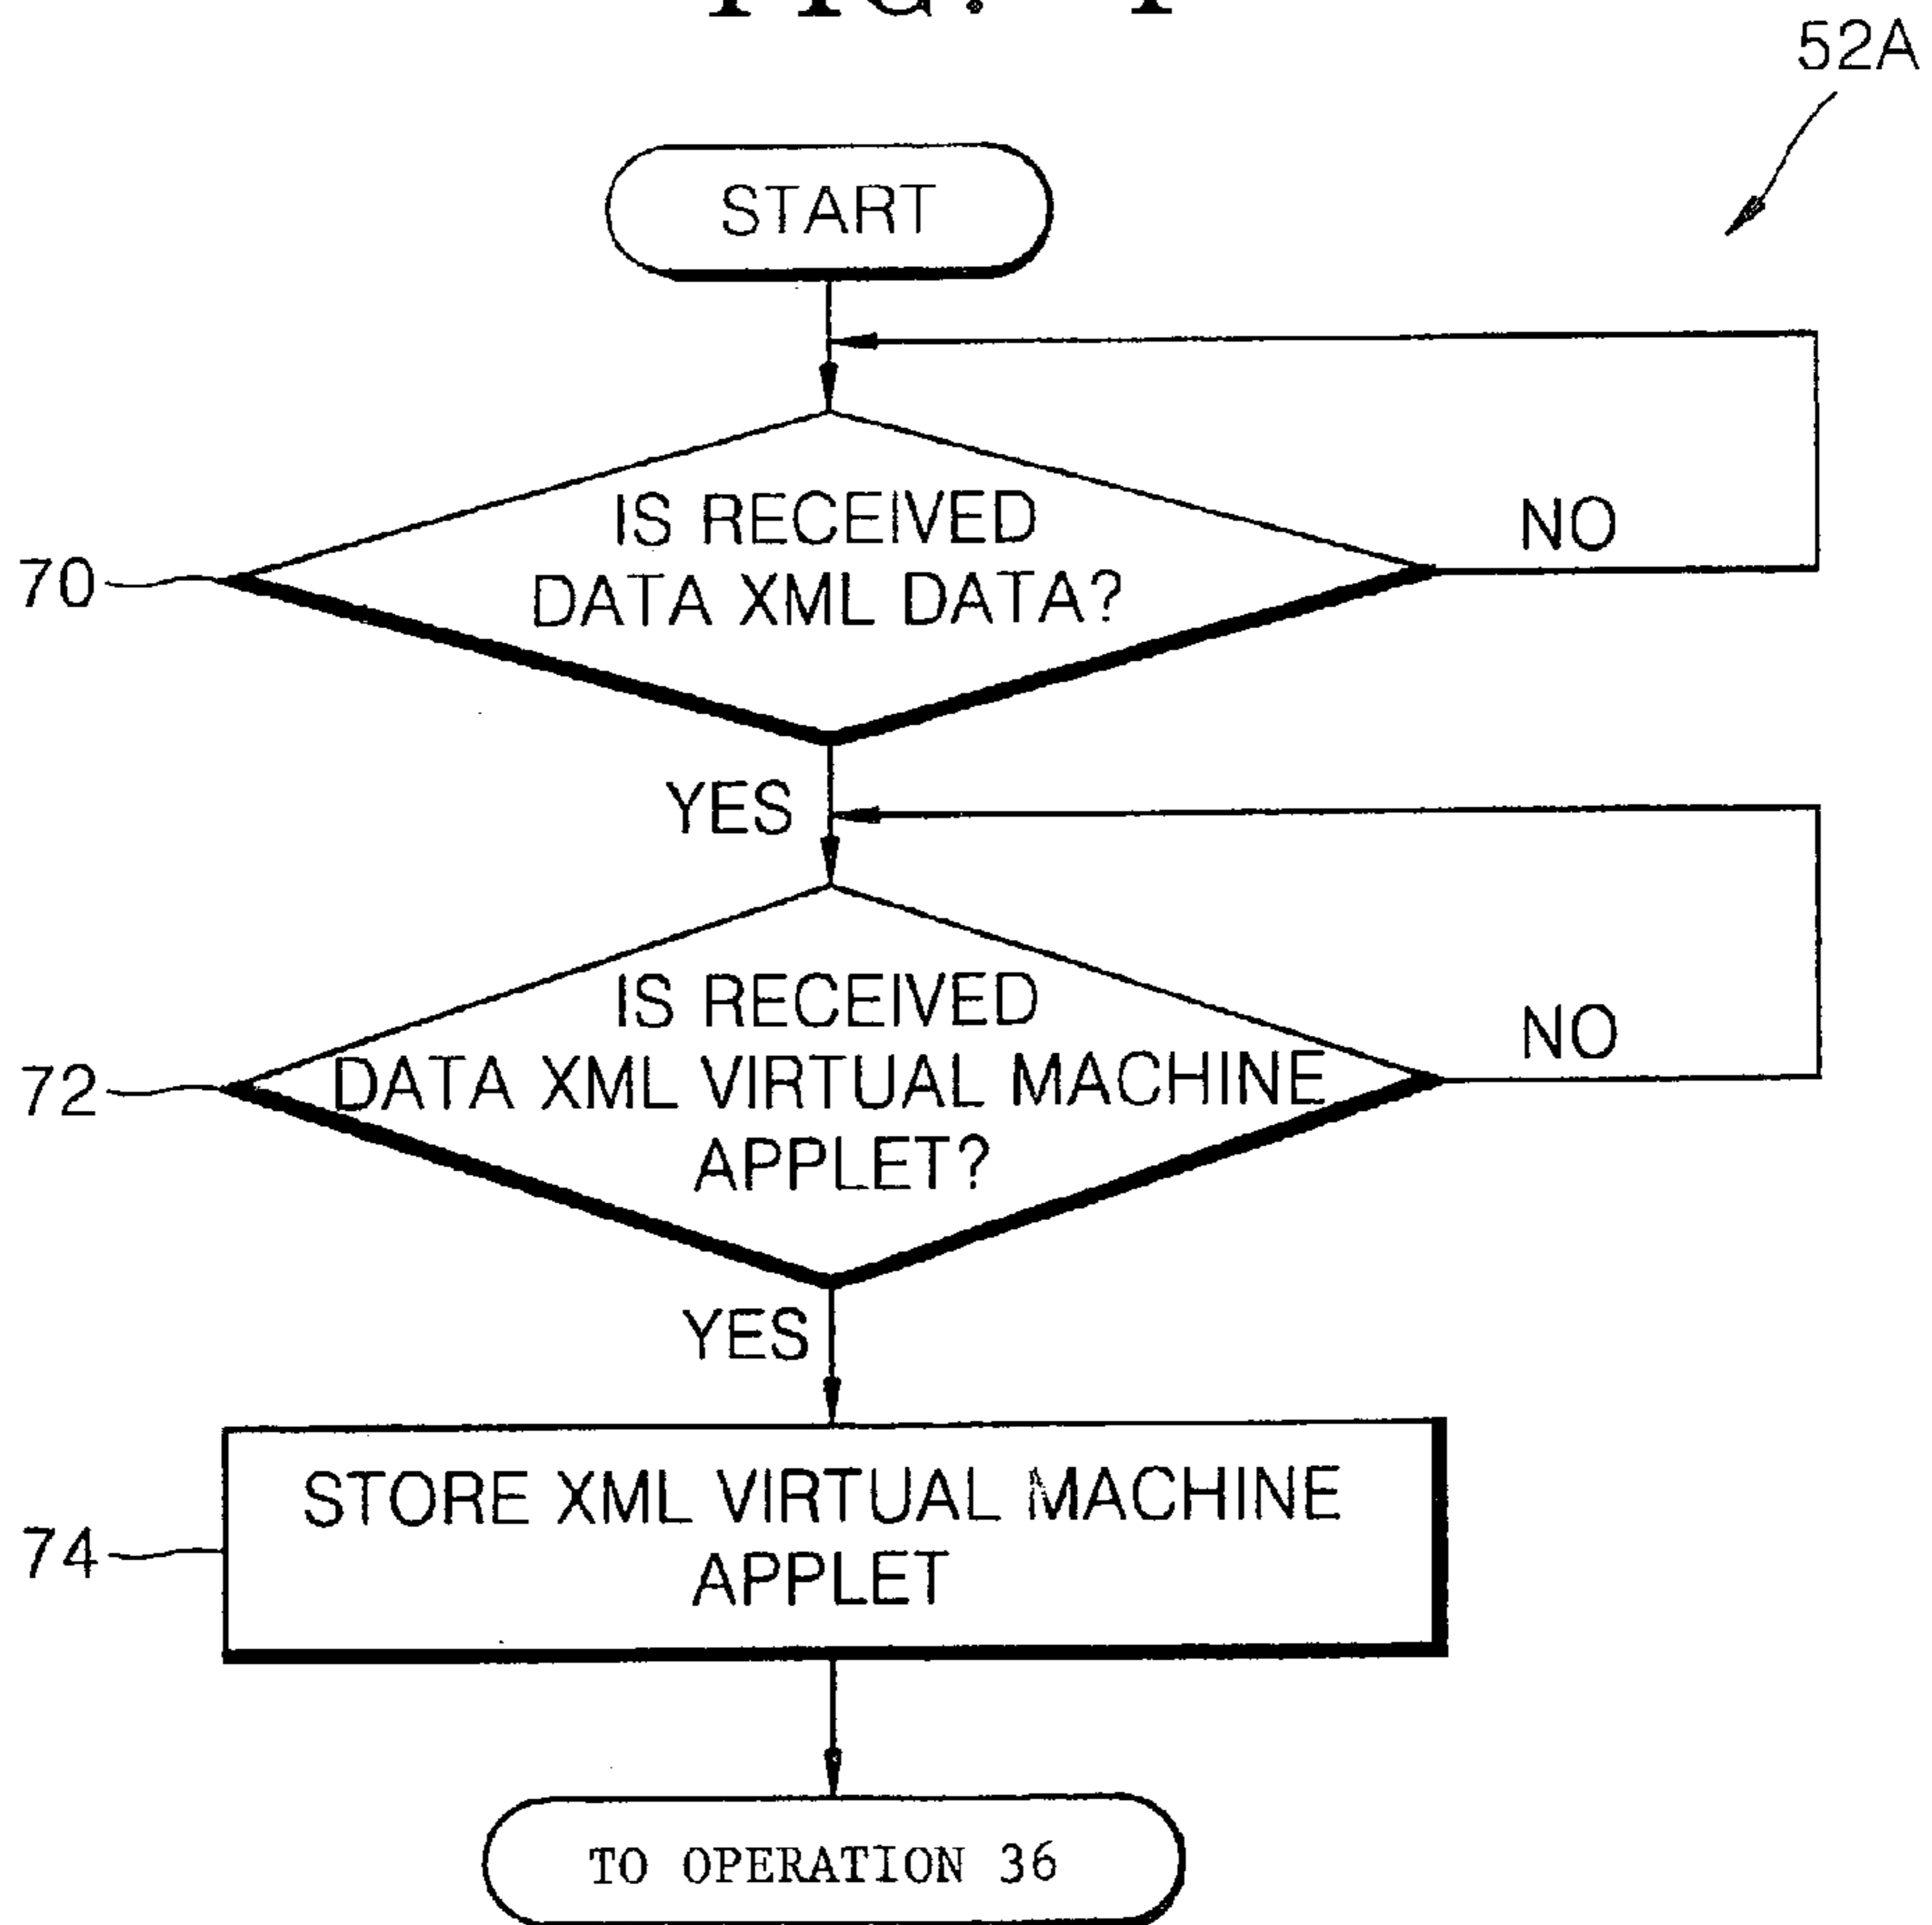 52A
START
IS RECEIVED
DATA XML DATA?
NO
70
YES
IS RECEIVED
DATA XML VIRTUAL MACHINE
APPLET?
NO
72
YES
STORE XML VIRTUAL MACHINE
APPLET
74
TO OPERATION 36